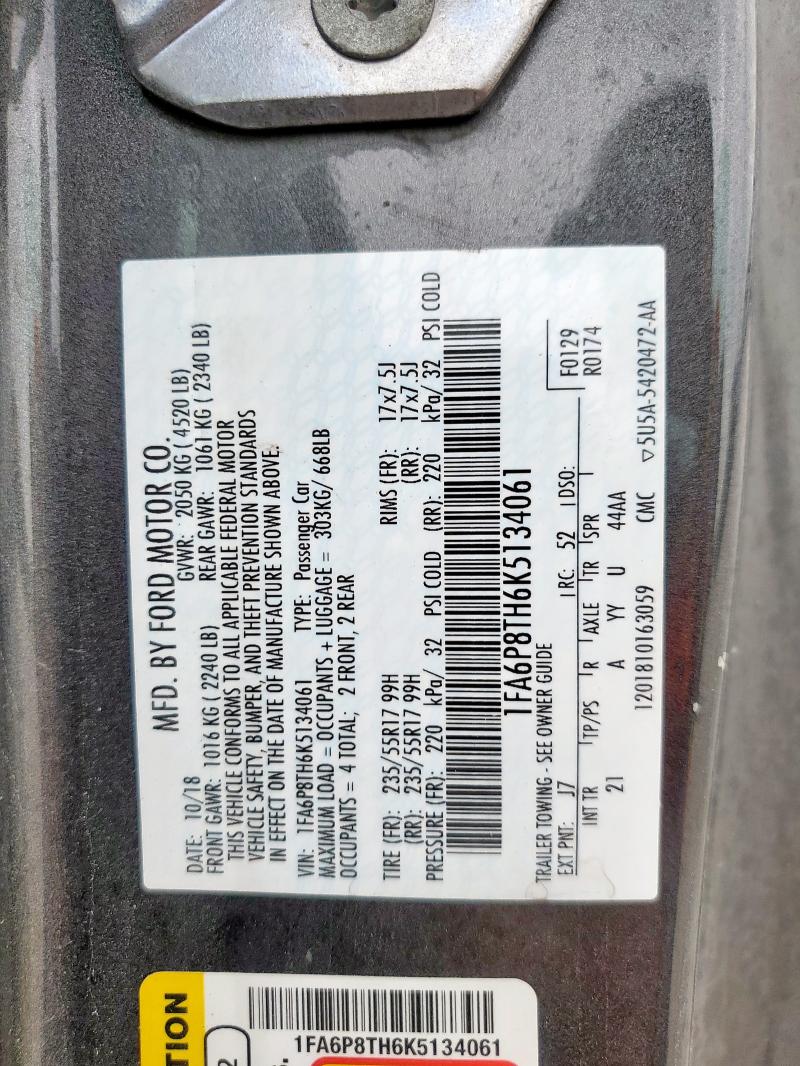 MFD. BY FORD MOTOR CO.
DATE: 10/18 GVWR: 2050 KG ( 4520 LB)
FRONT GAWR: 1016 KG ( 2240 LB) REAR GAWR: 1061 KG ( 2340 LB)
THIS VEHICLE CONFORMS TO ALL APPLICABLE FEDERAL MOTOR
VEHICLE SAFETY, BUMPER, AND THEFT PREVENTION STANDARDS
IN EFFECT ON THE DATE OF MANUFACTURE SHOWN ABOVE.
VIN: 1FA6P8TH6K5134061 TYPE: Passenger Car
MAXIMUM LOAD = OCCUPANTS + LUGGAGE = 303KG/ 668LB
OCCUPANTS = 4 TOTAL; 2 FRONT, 2 REAR
TIRE (FR): 235/55R17 99H RIMS (FR): 17x7.5J
(RR): 235/55R17 99H (RR): 17x7.5J
PRESSURE (FR): 220 kPa/ 32 PSI COLD (RR): 220 kPa/ 32 PSI COLD
1FA6P8TH6K5134061
TRAILER TOWING - SEE OWNER GUIDE
EXT PNT: J7 RC: 52 DSO: F0129
R0174
INT TR TP/PS R AXLE TR SPR
21 A YY U 44AA
1201810163059 CMC ▽5U5A-5420472-AA
TION
2
1FA6P8TH6K5134061